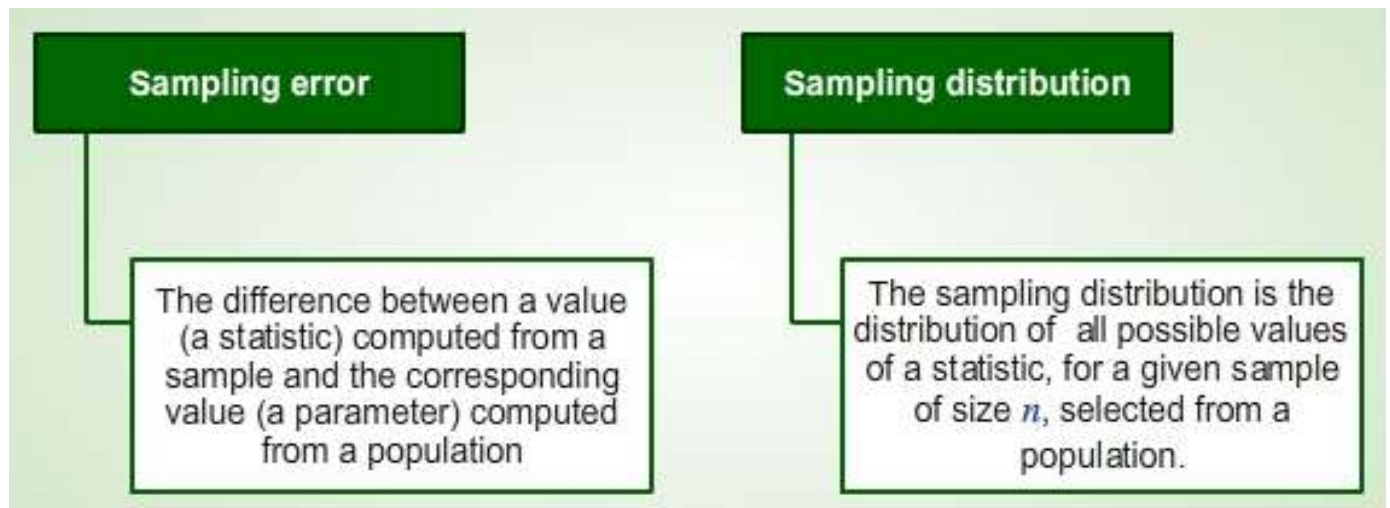 Sampling error
The difference between a value
(a statistic) computed from a
sample and the corresponding
value (a parameter) computed
from a population
Sampling distribution
The sampling distribution is the
distribution of all possible values
of a statistic, for a given sample
of size n, selected from a
population.